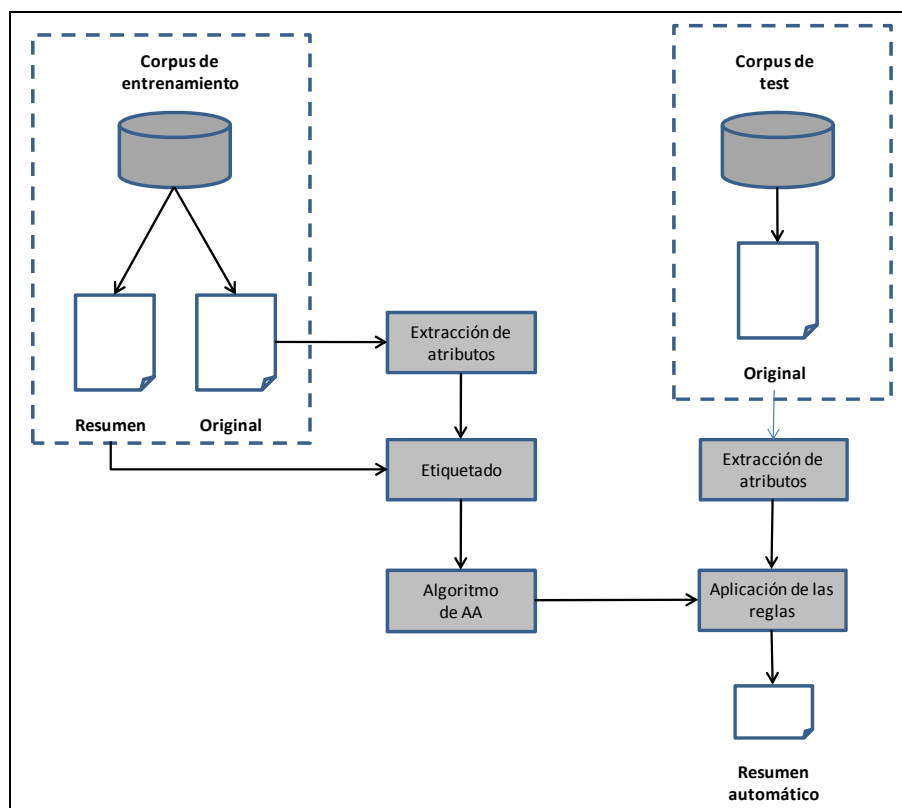 Corpus de
entrenamiento
Corpus de
test
Extracción de
atributos
Original
Resumen
Original
Etiquetado
Extracción de
atributos
Algoritmo
de AA
Aplicación de las
reglas
Resumen
automático